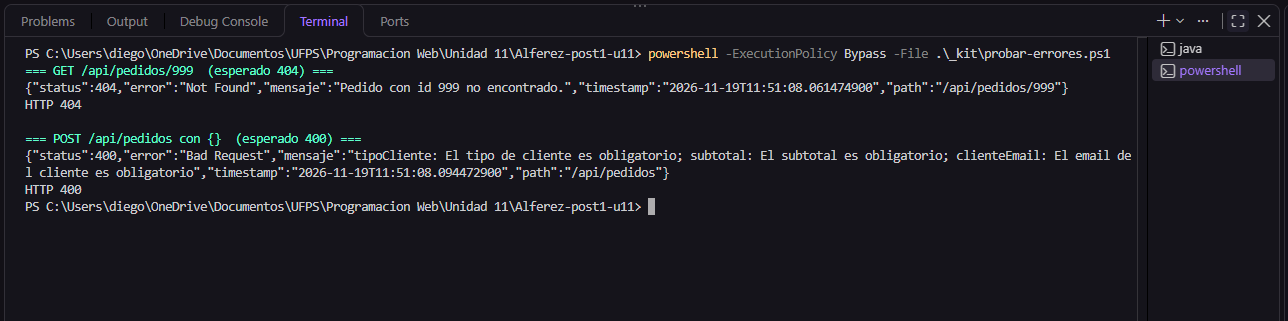 Problems Output Debug Console Terminal Ports
PS C:\Users\diego\OneDrive\Documentos\UFPS\Programacion Web\Unidad 11\Alferez-post1-u11> powershell -ExecutionPolicy Bypass -File .\_kit\probar-errores.ps1
java
=== GET /api/pedidos/999  (esperado 404) ===
powershell
{"status":404,"error":"Not Found","mensaje":"Pedido con id 999 no encontrado.","timestamp":"2026-11-19T11:51:08.061474900","path":"/api/pedidos/999"}
HTTP 404
=== POST /api/pedidos con {}  (esperado 400) ===
{"status":400,"error":"Bad Request","mensaje":"tipoCliente: El tipo de cliente es obligatorio; subtotal: El subtotal es obligatorio; clienteEmail: El email de
l cliente es obligatorio","timestamp":"2026-11-19T11:51:08.094472900","path":"/api/pedidos"}
HTTP 400
PS C:\Users\diego\OneDrive\Documentos\UFPS\Programacion Web\Unidad 11\Alferez-post1-u11>